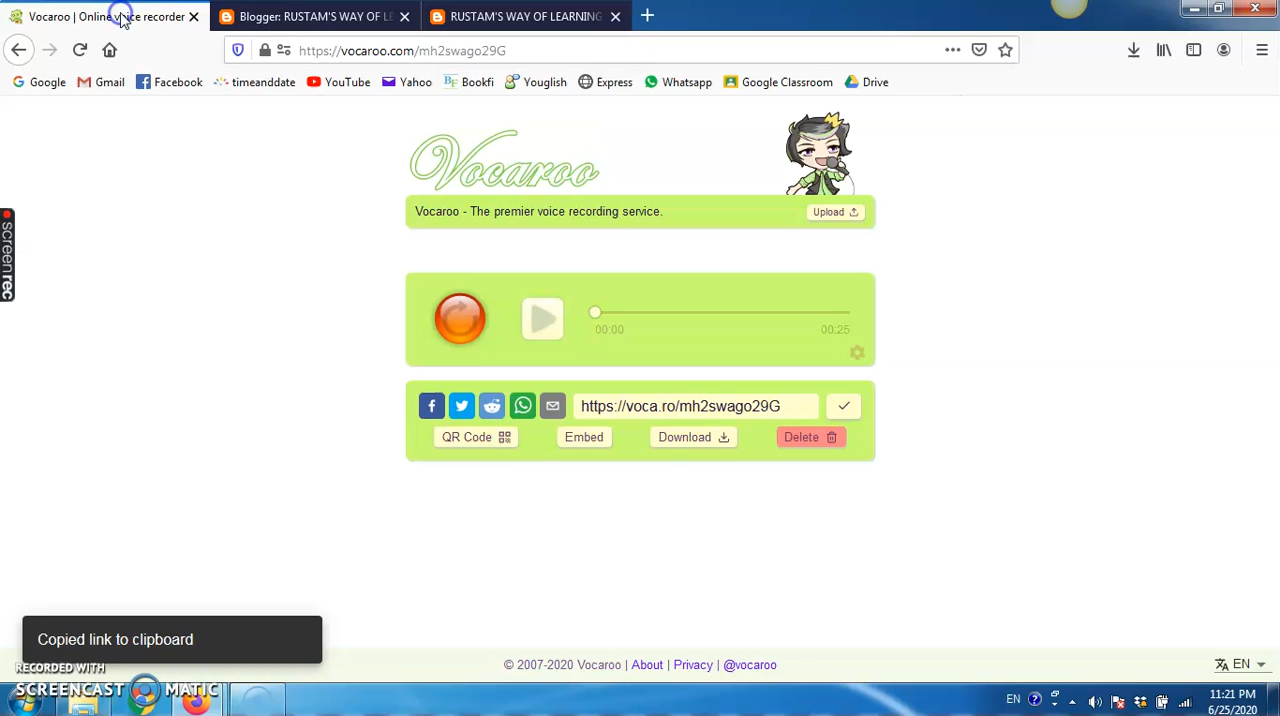 Vocaroo | Online voice recorder
Blogger: RUSTAM'S WAY OF LE
RUSTAM'S WAY OF LEARNING
https://vocaroo.com/mh2swago29G
Google
Gmail
Facebook
timeanddate
YouTube
Yahoo
Bookfi
Youglish
Express
Whatsapp
Google Classroom
Drive
screenrec
Vocaroo
Vocaroo - The premier voice recording service.
Upload
00:00
00:25
https://voca.ro/mh2swago29G
QR Code
Embed
Download
Delete
Copied link to clipboard
© 2007-2020 Vocaroo | About | Privacy | @vocaroo
EN
RECORDED WITH
SCREENCAST MATIC
EN
11:21 PM
6/25/2020